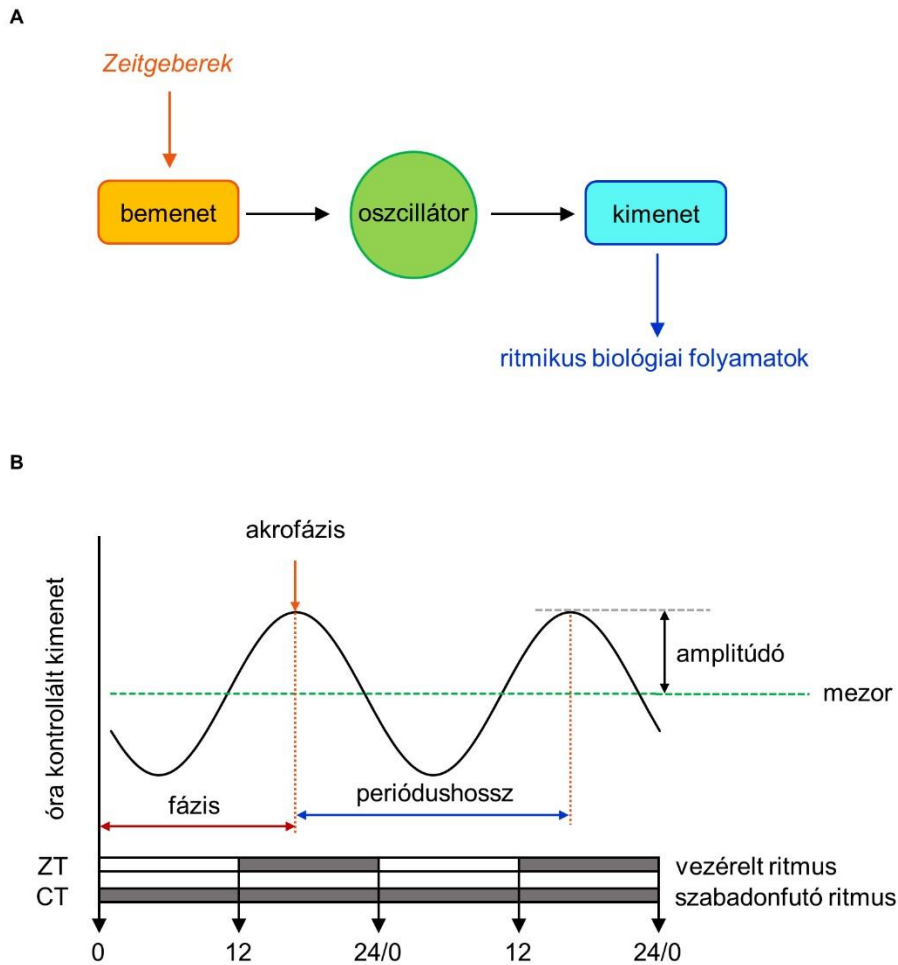 A
Zeitgeberek
bemenet
oszcillátor
kimenet
ritmikus biológiai folyamatok
B
akrofázis
óra kontrollált kimenet
amplitúdó
mezor
fázis
periódushossz
ZT
vezérelt ritmus
CT
szabadonfutó ritmus
0
12
24/0
12
24/0